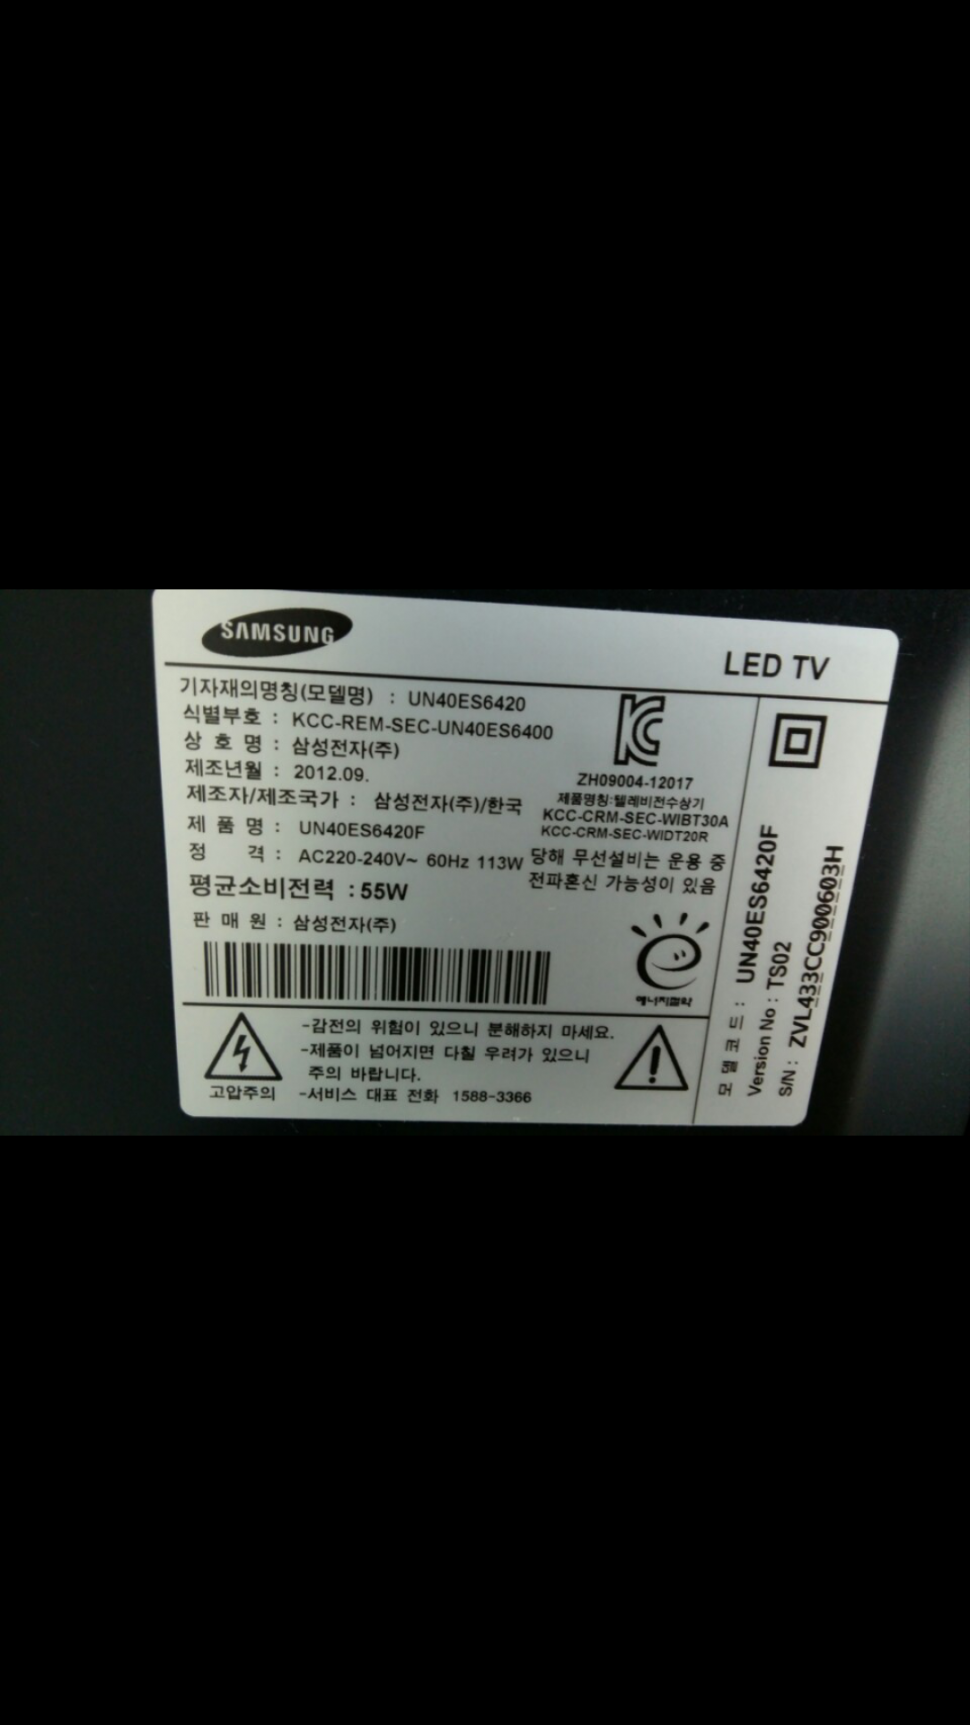 SAMSUNG
LED TV
기자재의명칭(모델명) : UN40ES6420
식별부호 : KCC-REM-SEC-UN40ES6400
상 호 명 : 삼성전자(주)
제조년월 : 2012.09.
제조자/제조국가 : 삼성전자(주)/한국
제 품 명 : UN40ES6420F
정 격 : AC220-240V~ 60Hz 113W
평균소비전력 : 55W
판 매 원 : 삼성전자(주)
ZH09004-12017
제품명칭:텔레비전수상기
KCC-CRM-SEC-WIBT30A
KCC-CRM-SEC-WIDT20R
당해 무선설비는 운용 중
전파혼신 가능성이 있음
에너지절약
고압주의
-감전의 위험이 있으니 분해하지 마세요.
-제품이 넘어지면 다칠 우려가 있으니
주의 바랍니다.
-서비스 대표 전화 1588-3366
모 델 코 드 : UN40ES6420F
Version No : TS02
S/N : ZVL433CC900603H